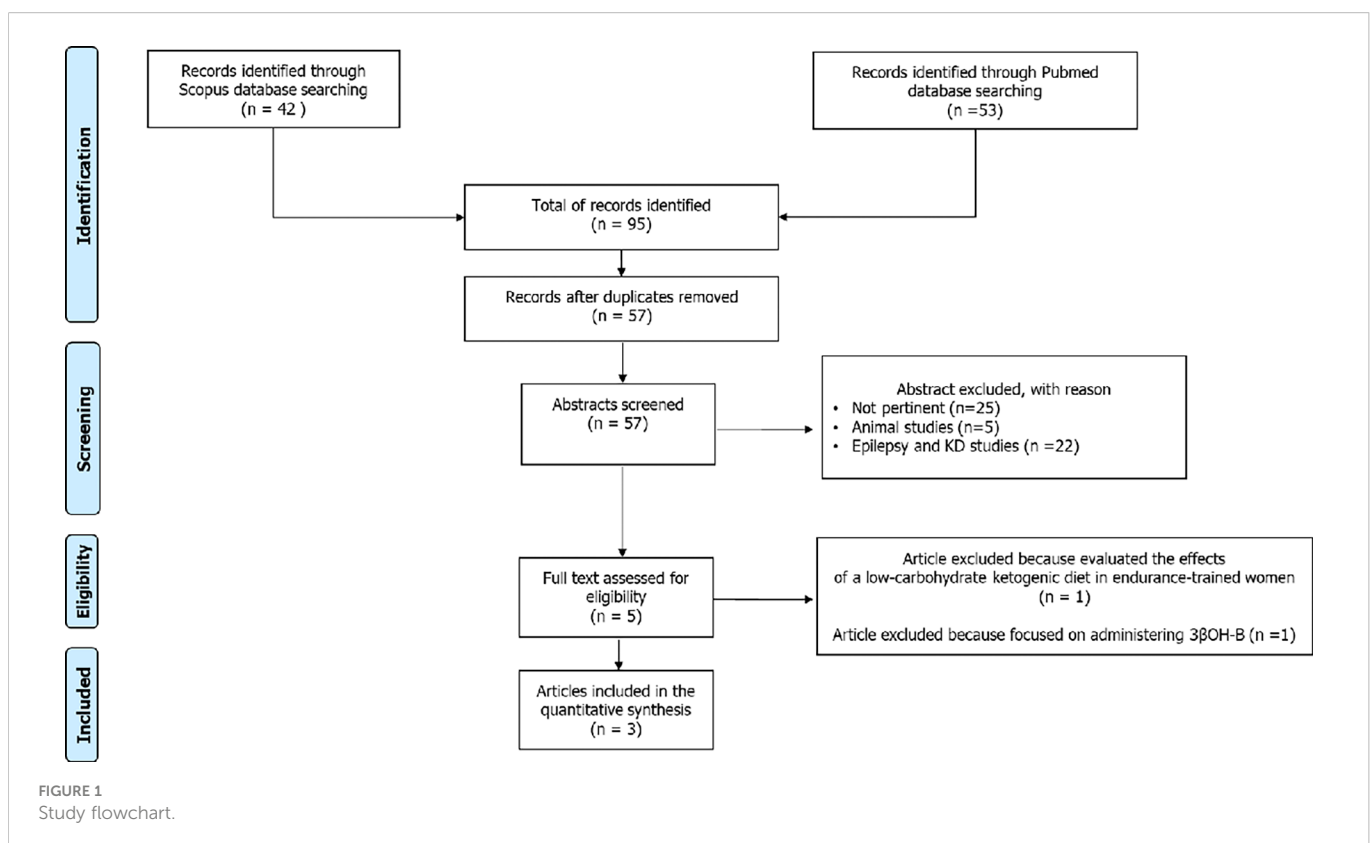 Identification
Records identified through
Scopus database searching
(n = 42 )
Records identified through Pubmed
database searching
(n =53)
Total of records identified
(n = 95)
Records after duplicates removed
(n = 57)
Screening
Abstracts screened
(n = 57)
Abstract excluded, with reason
• Not pertinent (n=25)
• Animal studies (n=5)
• Epilepsy and KD studies (n =22)
Eligibility
Full text assessed for
eligibility
(n = 5)
Article excluded because evaluated the effects
of a low-carbohydrate ketogenic diet in endurance-trained women
(n = 1)
Article excluded because focused on administering 3βOH-B (n =1)
Included
Articles included in the
quantitative synthesis
(n = 3)
FIGURE 1
Study flowchart.